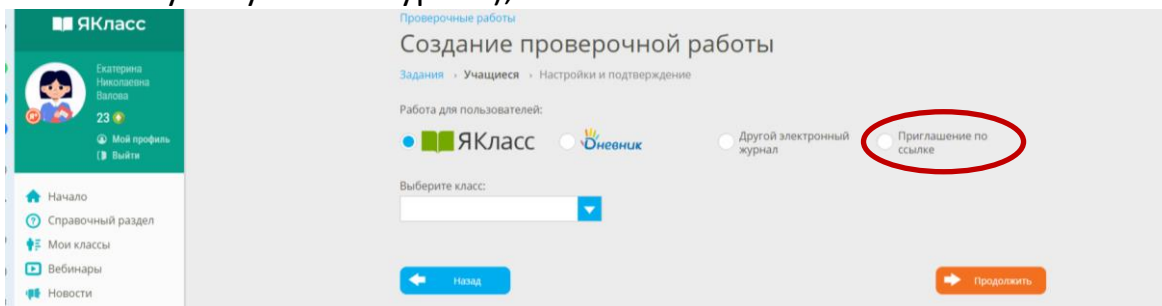 ЯКласс
Екатерина
Николаевна
Валова
23
Мой профиль
Выйти
Начало
Справочный раздел
Мои классы
Вебинары
Новости
Проверочные работы
Создание проверочной работы
Задания › Учащиеся › Настройки и подтверждение
Работа для пользователей:
ЯКласс
Дневник
Другой электронный
журнал
Приглашение по
ссылке
Выберите класс:
Назад
Продолжить